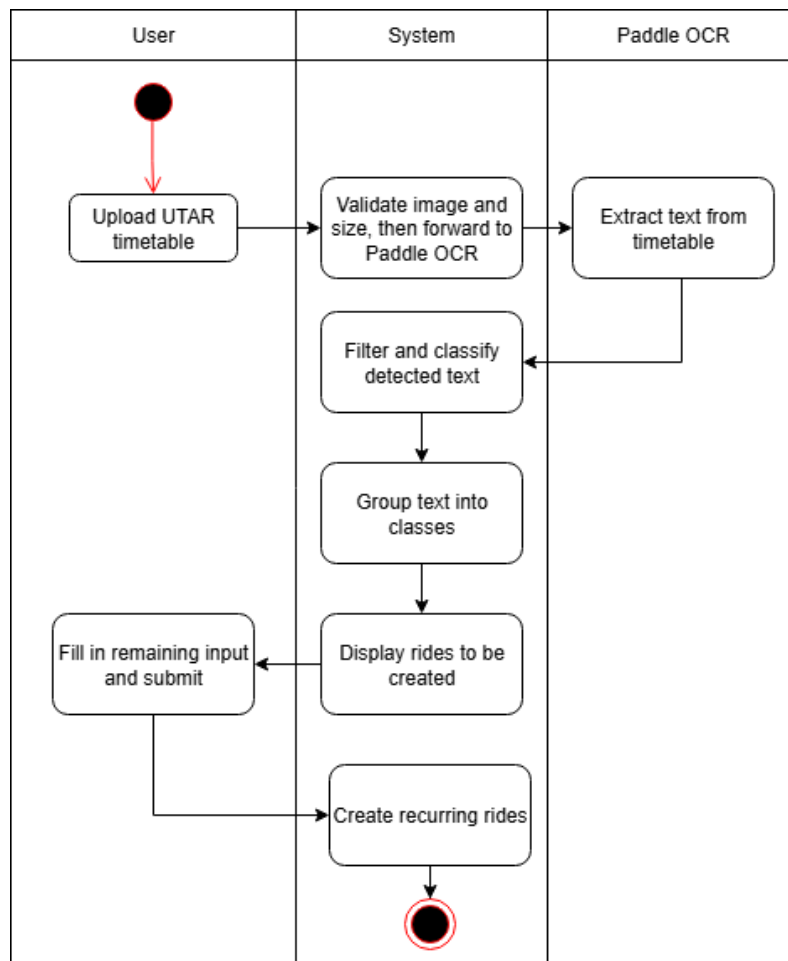 User
System
Paddle OCR
Upload UTAR
timetable
Validate image and
size, then forward to
Paddle OCR
Extract text from
timetable
Filter and classify
detected text
Group text into
classes
Display rides to be
created
Fill in remaining input
and submit
Create recurring rides